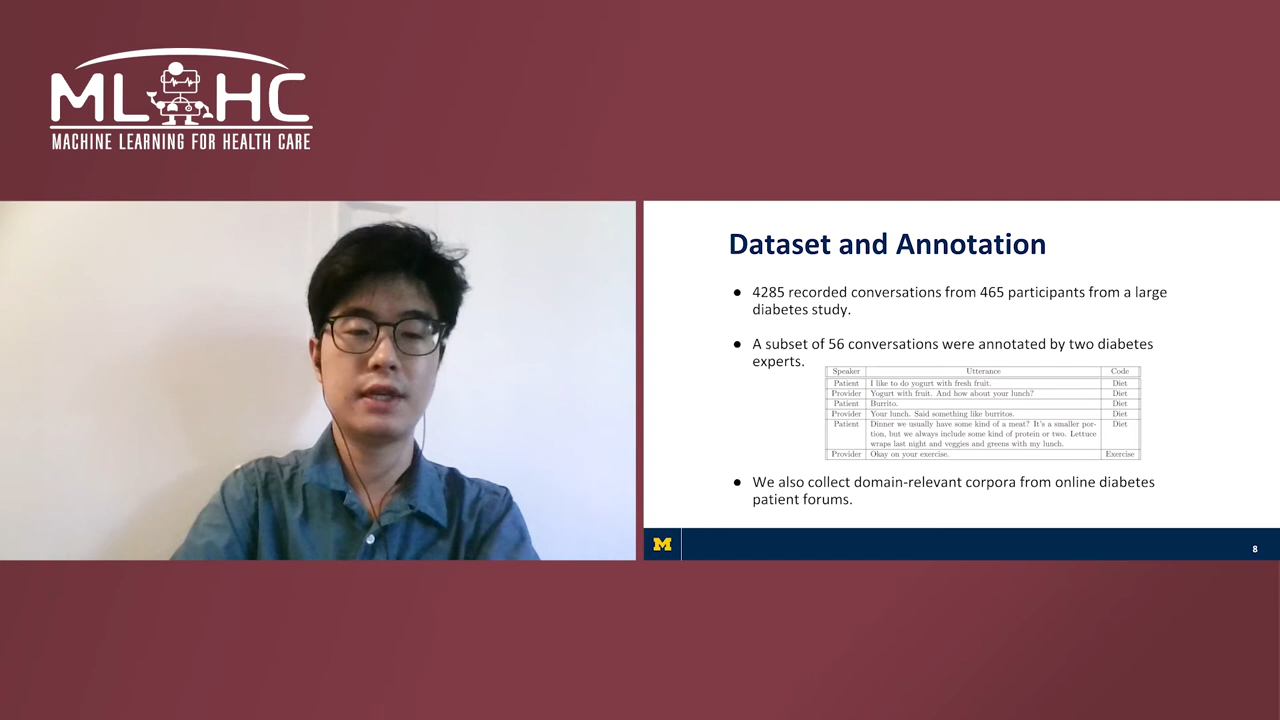 ML HC
MACHINE LEARNING FOR HEALTH CARE
Dataset and Annotation
● 4285 recorded conversations from 465 participants from a large
diabetes study.
● A subset of 56 conversations were annotated by two diabetes
experts.
Speaker Utterance Code
Patient I like to do yogurt with fresh fruit. Diet
Provider Yogurt with fruit. And how about your lunch? Diet
Patient Burrito. Diet
Provider Your lunch. Said something like burritos. Diet
Patient Dinner we usually have some kind of a meat? It's a smaller por- Diet
tion, but we always include some kind of protein or two. Lettuce
wraps last night and veggies and greens with my lunch.
Provider Okay on your exercise. Exercise
● We also collect domain-relevant corpora from online diabetes
patient forums.
M
8